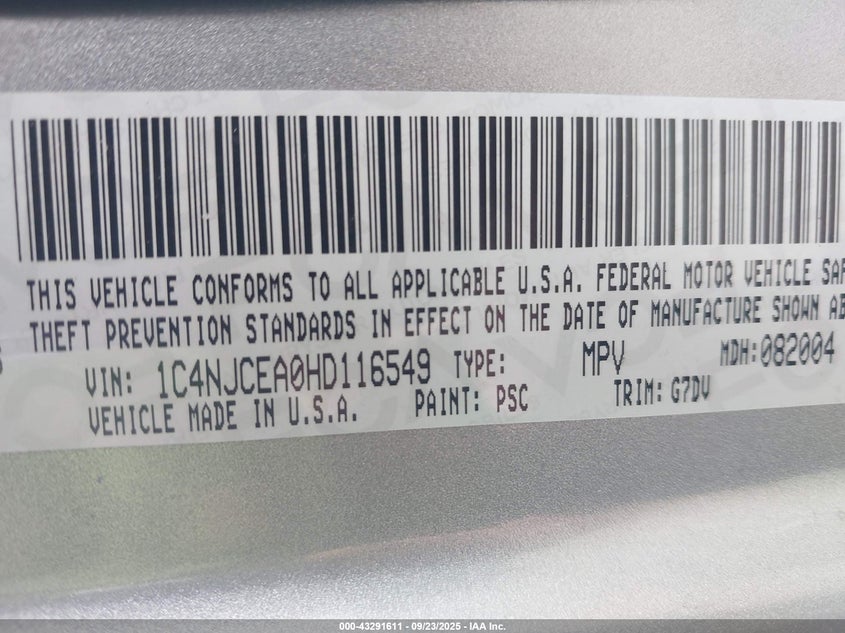 THIS VEHICLE CONFORMS TO ALL APPLICABLE U.S.A. FEDERAL MOTOR VEHICLE SAF
THEFT PREVENTION STANDARDS IN EFFECT ON THE DATE OF MANUFACTURE SHOWN AB
VIN: 1C4NJCEA0HD116549 TYPE: MPV MDH:082004
VEHICLE MADE IN U.S.A. PAINT: PSC TRIM: G7DV
000-43291611 - 09/23/2025 - IAA Inc.